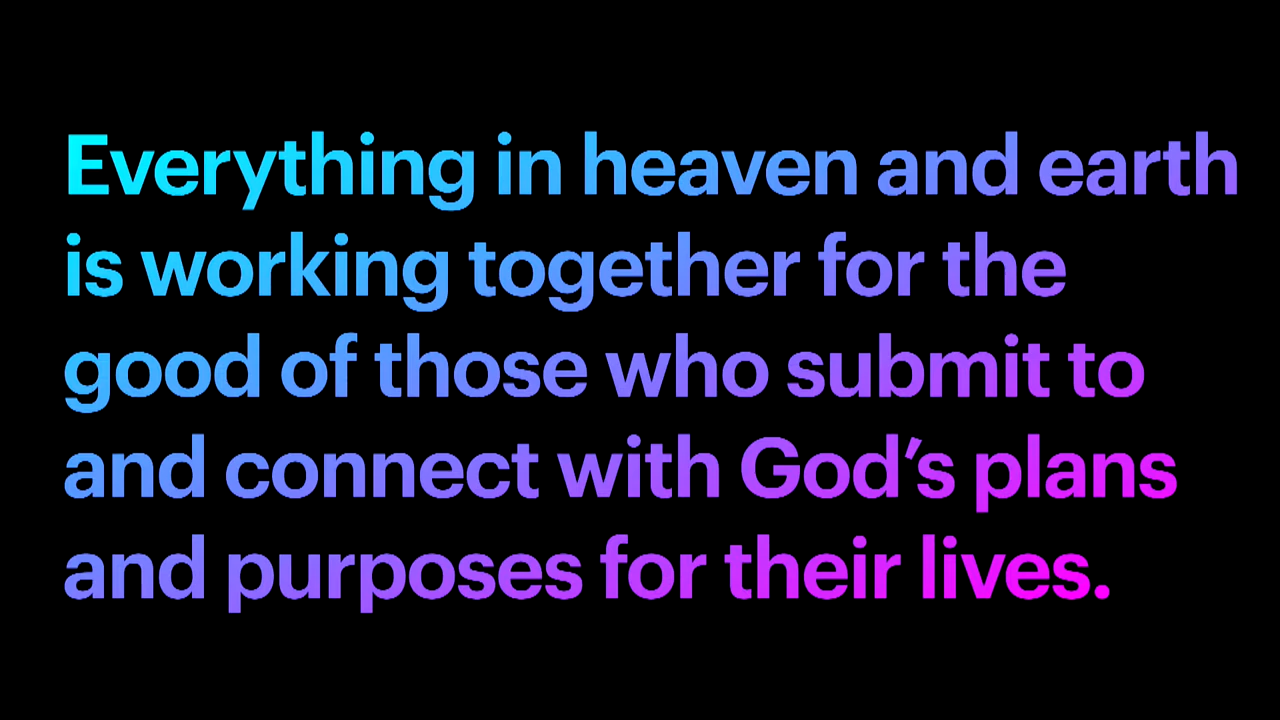 Everything in heaven and earth
is working together for the
good of those who submit to
and connect with God’s plans
and purposes for their lives.